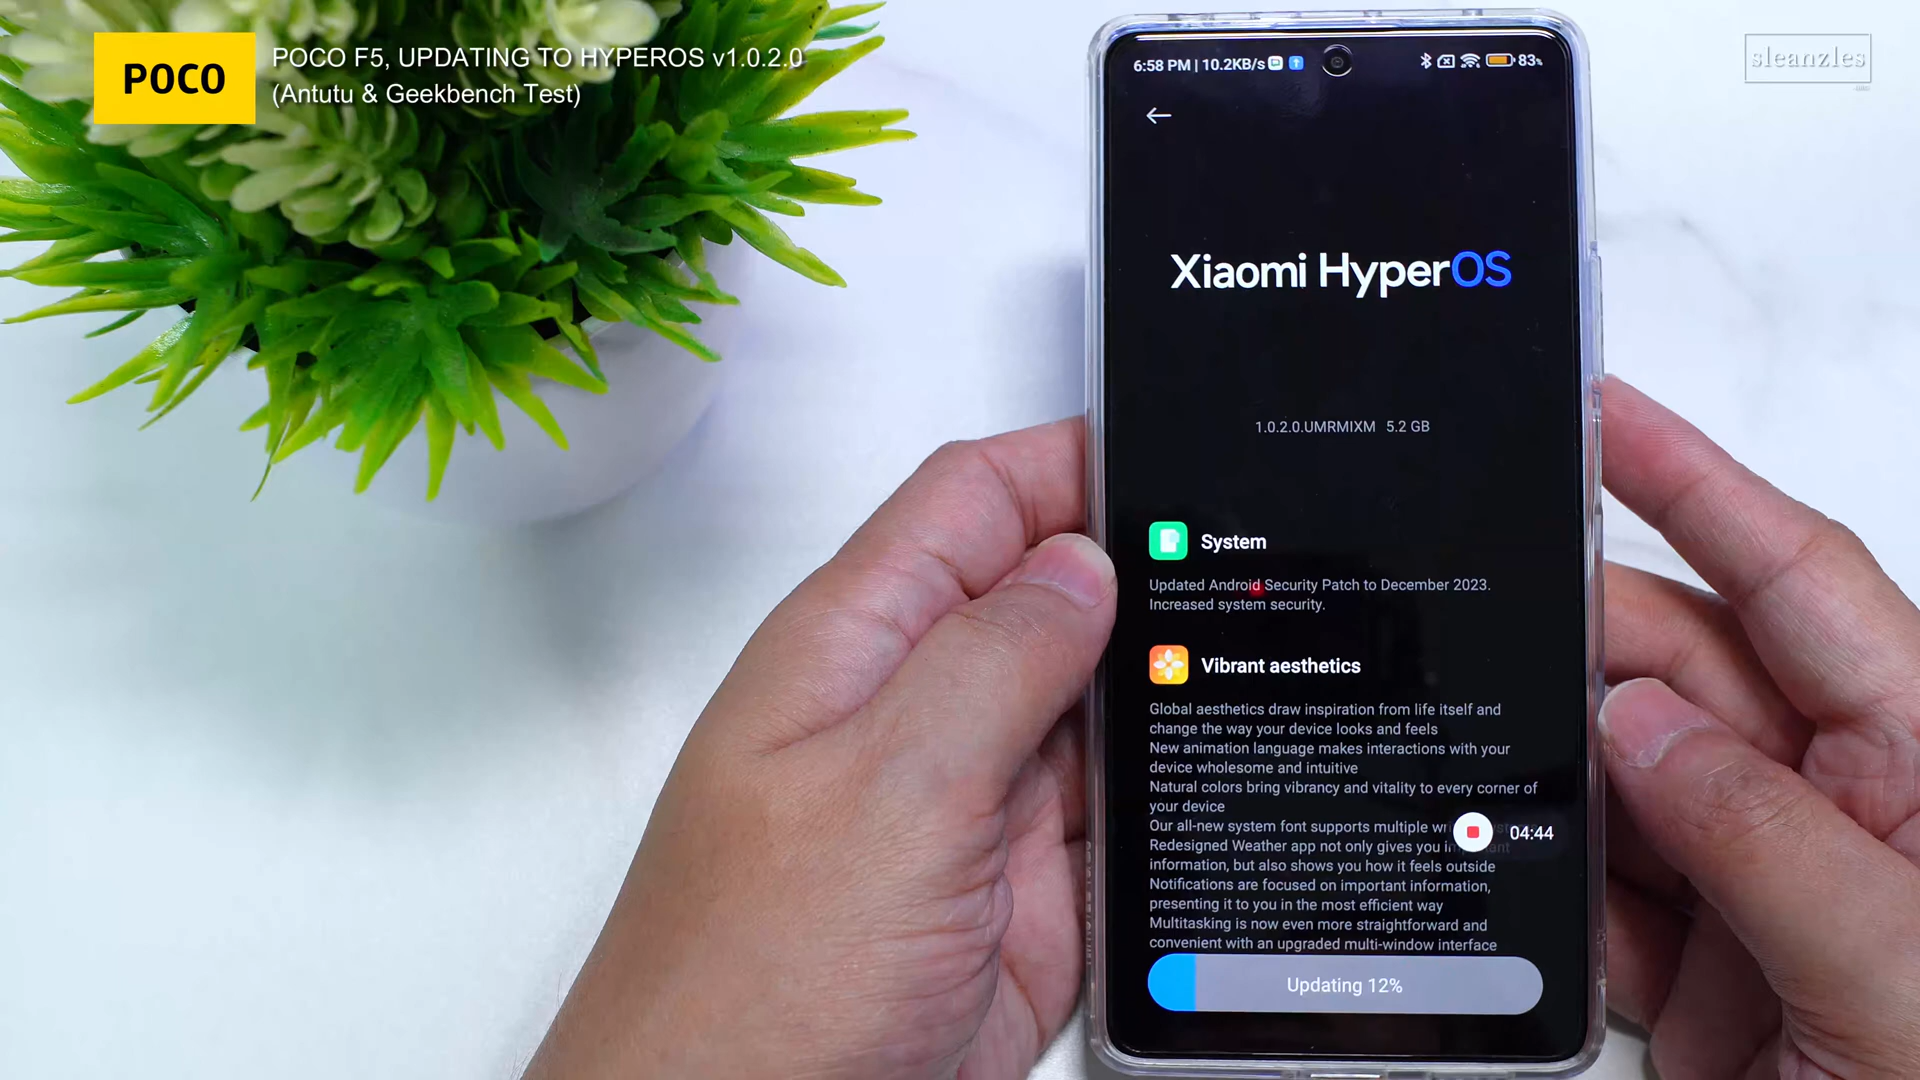 POCO
POCO F5, UPDATING TO HYPEROS v1.0.2.0
(Antutu & Geekbench Test)
sleanzles
6:58 PM | 10.2KB/s
83%
Xiaomi HyperOS
1.0.2.0.UMRMIXM 5.2 GB
System
Updated Android Security Patch to December 2023.
Increased system security.
Vibrant aesthetics
Global aesthetics draw inspiration from life itself and
change the way your device looks and feels
New animation language makes interactions with your
device wholesome and intuitive
Natural colors bring vibrancy and vitality to every corner of
your device
Our all-new system font supports multiple
04:44
Redesigned Weather app not only gives you
information, but also shows you how it feels outside
Notifications are focused on important information,
presenting it to you in the most efficient way
Multitasking is now even more straightforward and
convenient with an upgraded multi-window interface
Updating 12%